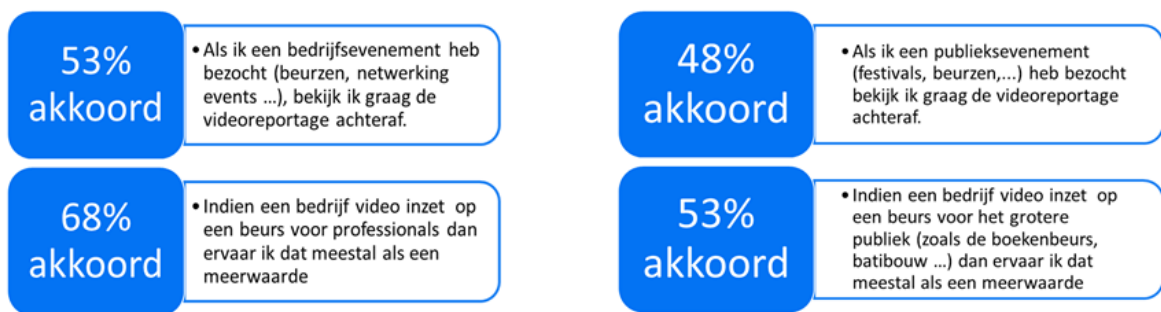 53%
akkoord
• Als ik een bedrijfsevenement heb
bezocht (beurzen, netwerking
events ...), bekijk ik graag de
videoreportage achteraf.
48%
akkoord
• Als ik een publieksevenement
(festivals, beurzen,...) heb bezocht
bekijk ik graag de videoreportage
achteraf.
68%
akkoord
• Indien een bedrijf video inzet op
een beurs voor professionals dan
ervaar ik dat meestal als een
meerwaarde
53%
akkoord
• Indien een bedrijf video inzet op
een beurs voor het grotere
publiek (zoals de boekenbeurs,
batibouw ...) dan ervaar ik dat
meestal als een meerwaarde